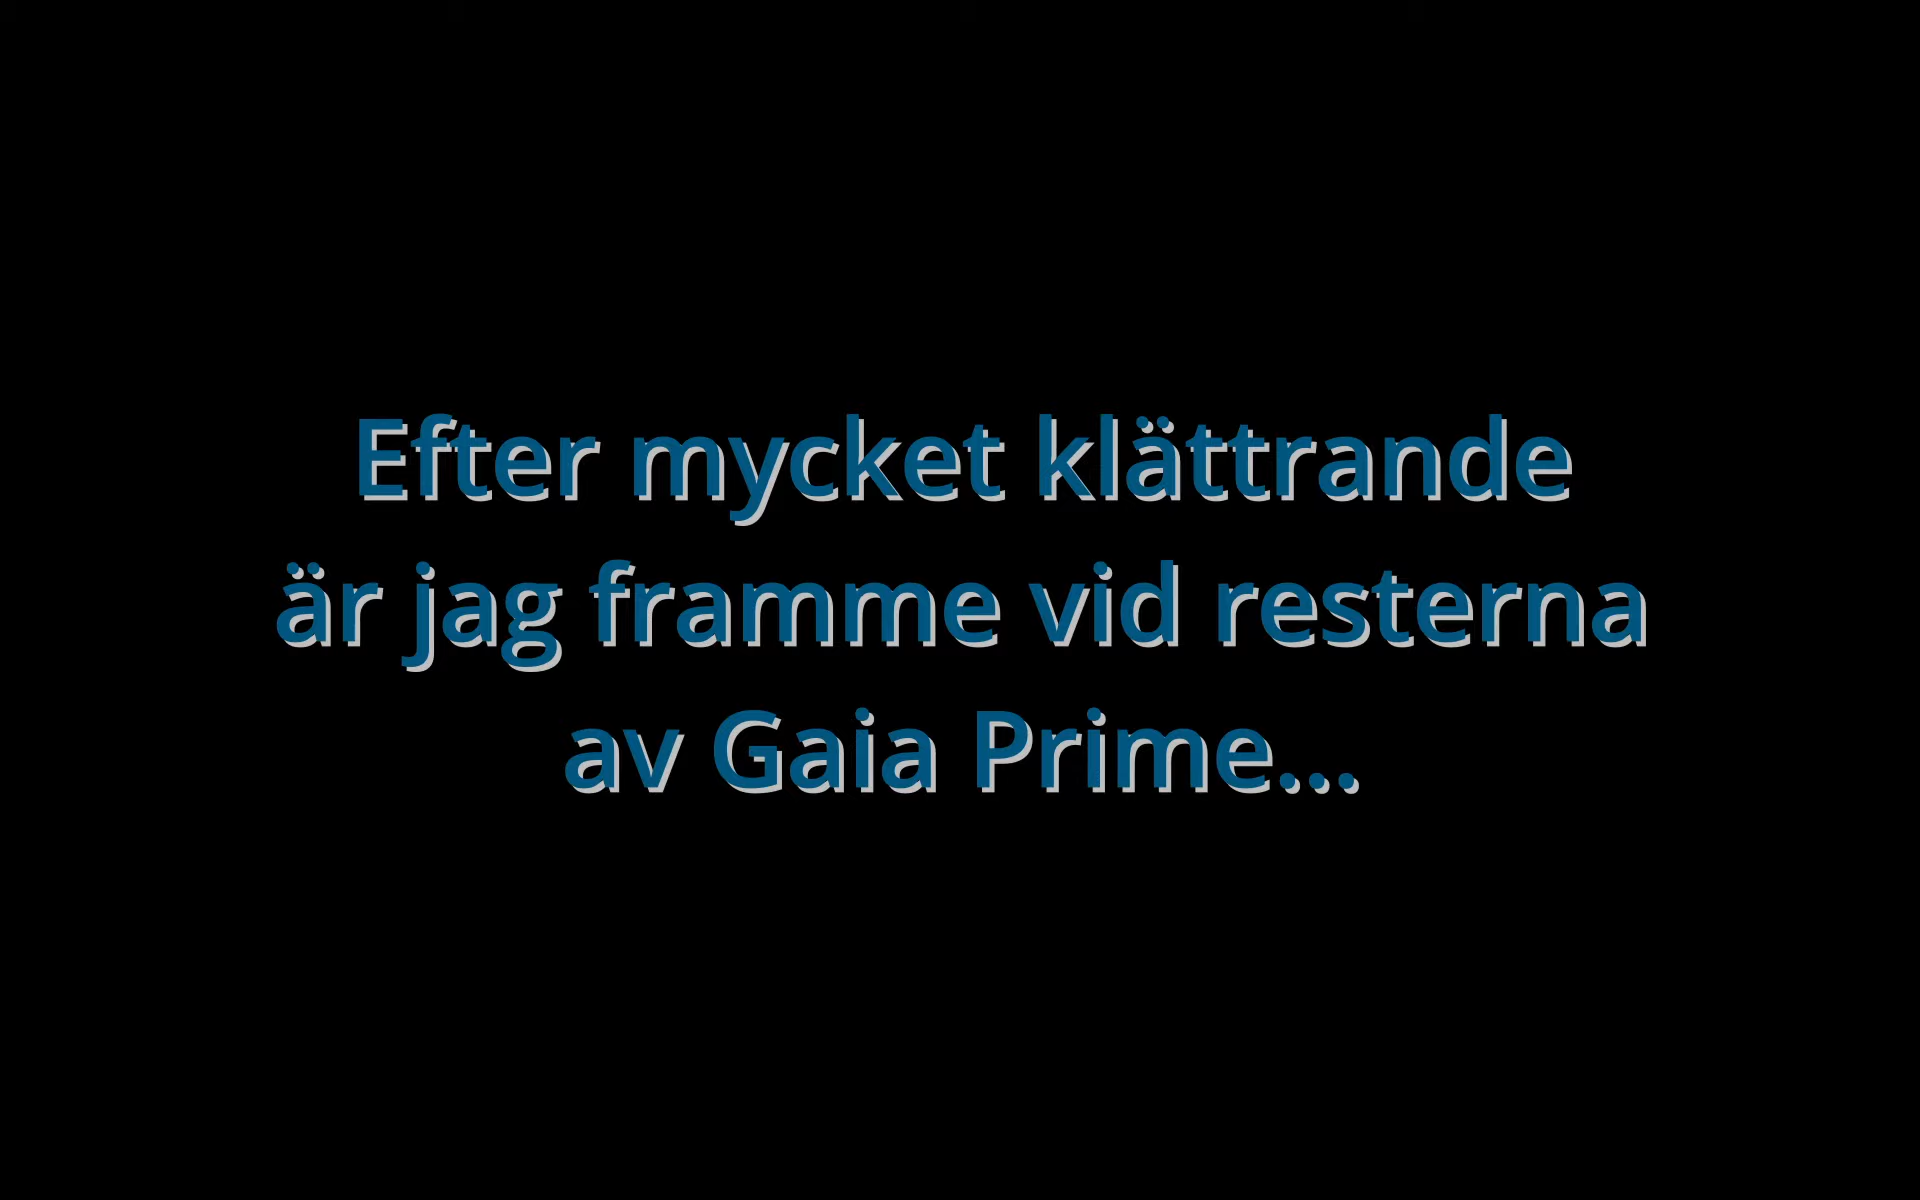 Efter mycket klättrande
är jag framme vid resterna
av Gaia Prime...